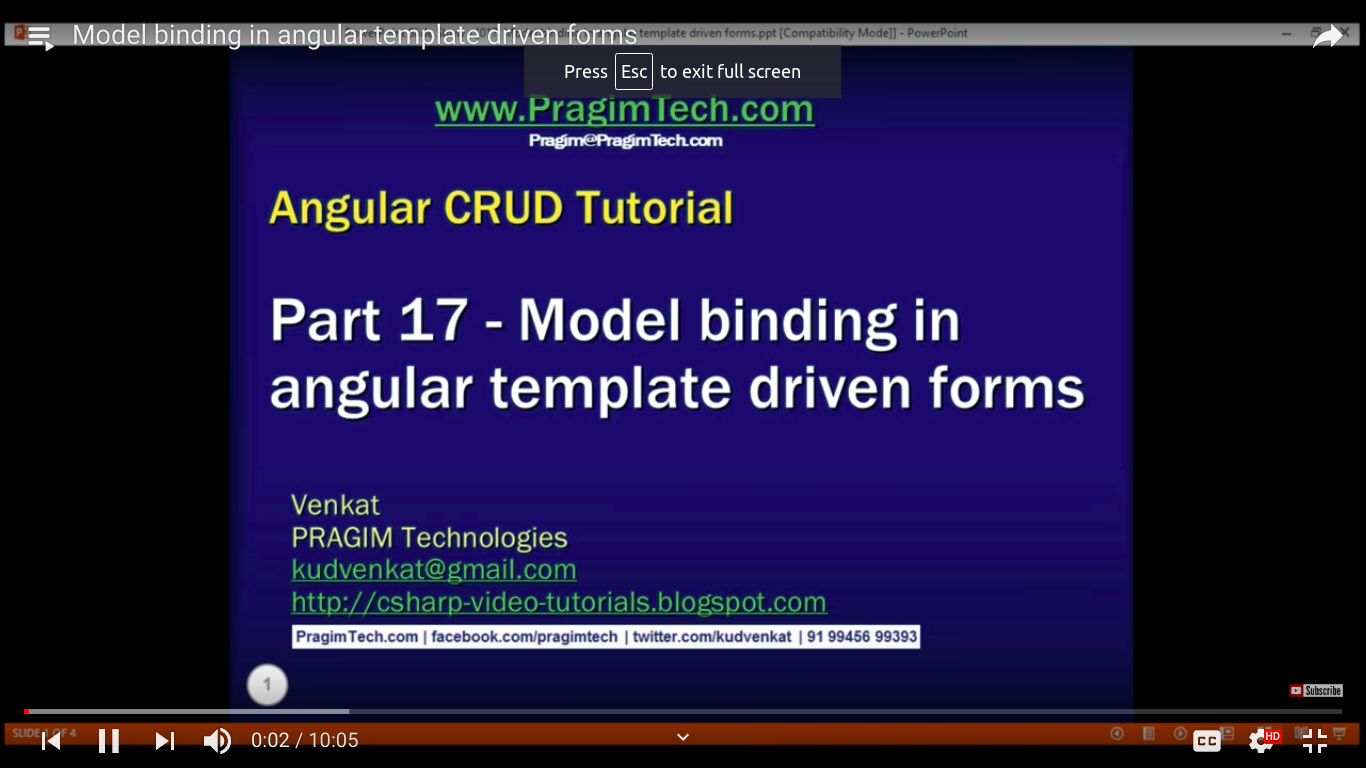 Model binding in angular template driven forms
template driven forms.ppt [Compatibility Mode]] - PowerPoint
Press Esc to exit full screen
www.PragimTech.com
Pragim@PragimTech.com
Angular CRUD Tutorial
Part 17 - Model binding in
angular template driven forms
Venkat
PRAGIM Technologies
kudvenkat@gmail.com
http://csharp-video-tutorials.blogspot.com
PragimTech.com | facebook.com/pragimtech | twitter.com/kudvenkat | 91 99456 99393
1
Subscribe
SLIDE 1 OF 4
0:02 / 10:05
CC
HD